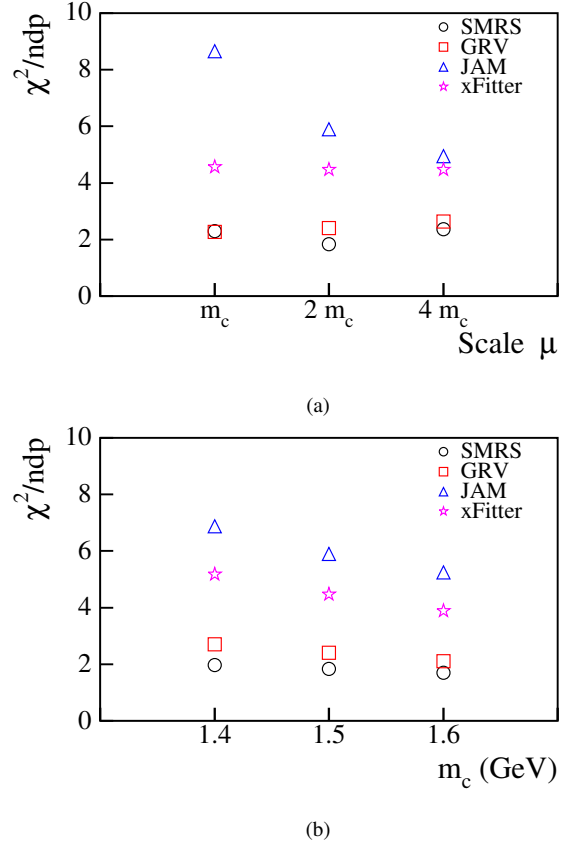 χ²/ndp
10
8
6
4
2
0
SMRS
GRV
JAM
xFitter
m_c
2 m_c
4 m_c
Scale μ
(a)
χ²/ndp
10
8
6
4
2
0
SMRS
GRV
JAM
xFitter
1.4
1.5
1.6
m_c (GeV)
(b)